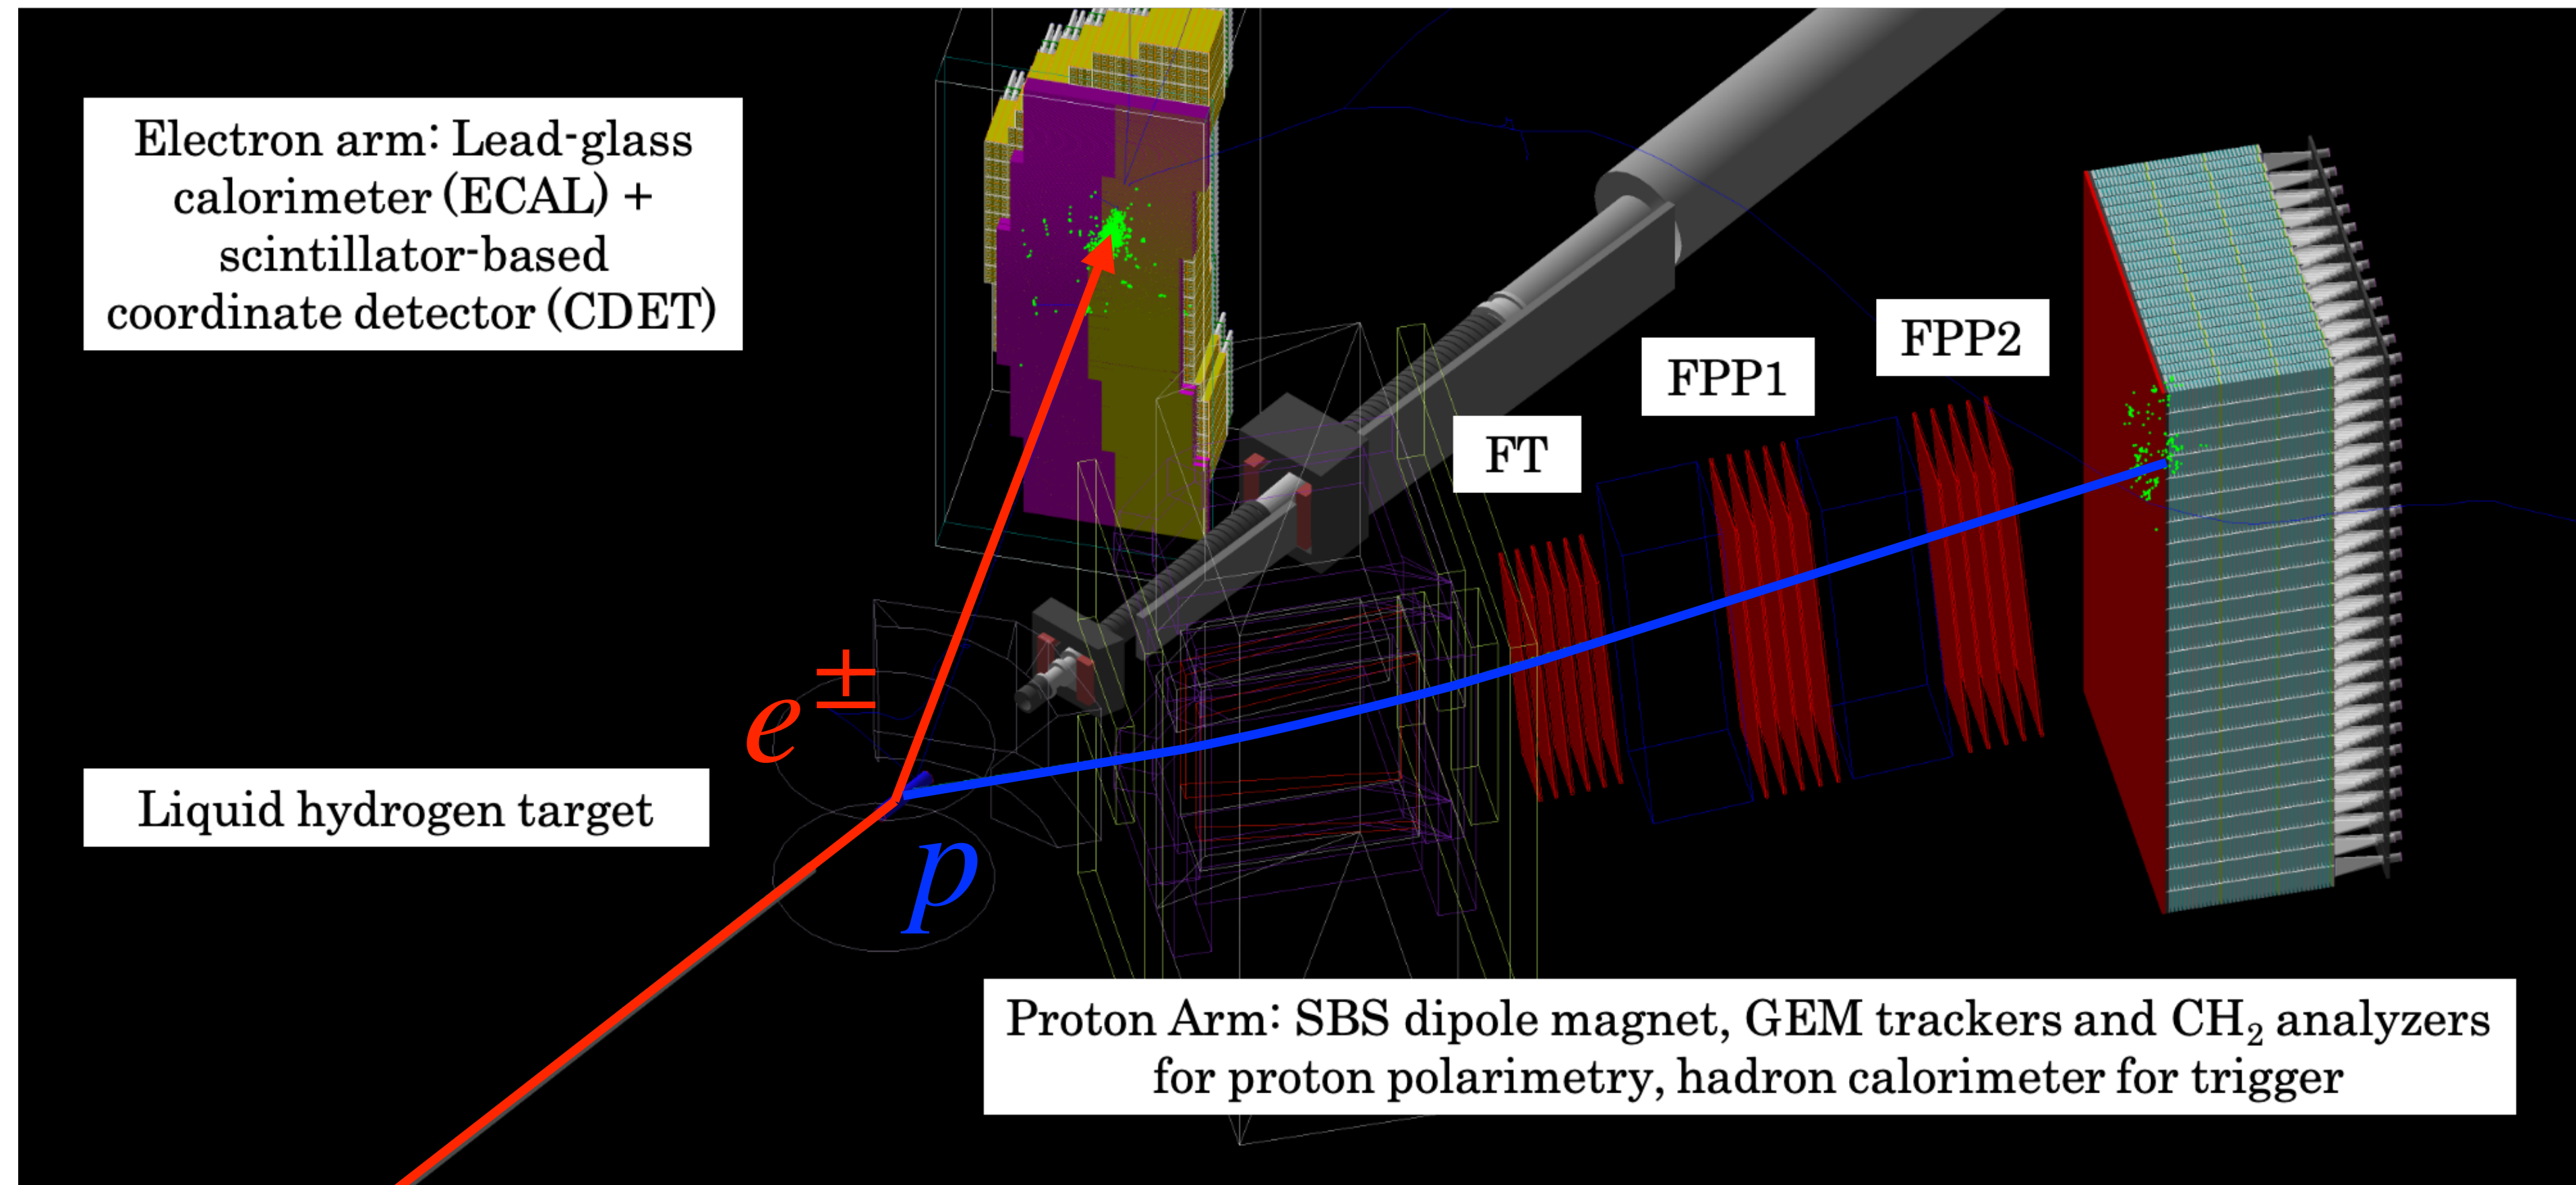 Electron arm: Lead-glass
calorimeter (ECAL) +
scintillator-based
coordinate detector (CDET)
FPP2
FPP1
FT
e±
Liquid hydrogen target
p
Proton Arm: SBS dipole magnet, GEM trackers and CH₂ analyzers
for proton polarimetry, hadron calorimeter for trigger